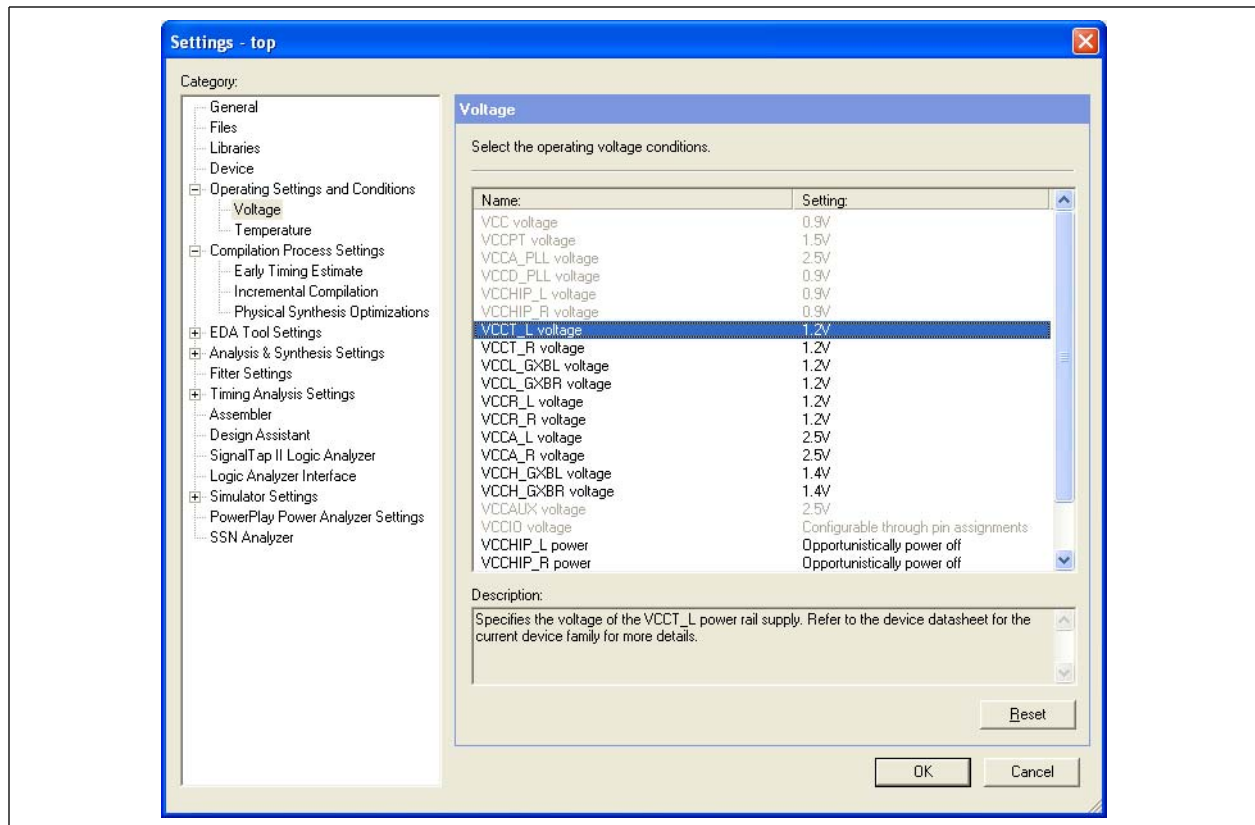 Settings - top
Category:
General
Files
Libraries
Device
Operating Settings and Conditions
Voltage
Temperature
Compilation Process Settings
Early Timing Estimate
Incremental Compilation
Physical Synthesis Optimizations
EDA Tool Settings
Analysis & Synthesis Settings
Fitter Settings
Timing Analysis Settings
Assembler
Design Assistant
SignalTap II Logic Analyzer
Logic Analyzer Interface
Simulator Settings
PowerPlay Power Analyzer Settings
SSN Analyzer
Voltage
Select the operating voltage conditions.
Name: Setting:
VCC voltage 0.9V
VCCPT voltage 1.5V
VCCA_PLL voltage 2.5V
VCCD_PLL voltage 0.9V
VCCHIP_L voltage 0.9V
VCCHIP_R voltage 0.9V
VCCT_L voltage 1.2V
VCCT_R voltage 1.2V
VCCL_GXBL voltage 1.2V
VCCL_GXBR voltage 1.2V
VCCR_L voltage 1.2V
VCCR_R voltage 1.2V
VCCA_L voltage 2.5V
VCCA_R voltage 2.5V
VCCH_GXBL voltage 1.4V
VCCH_GXBR voltage 1.4V
VCCAUX voltage 2.5V
VCCIO voltage Configurable through pin assignments
VCCHIP_L power Opportunistically power off
VCCHIP_R power Opportunistically power off
Description:
Specifies the voltage of the VCCT_L power rail supply. Refer to the device datasheet for the
current device family for more details.
Reset
OK Cancel